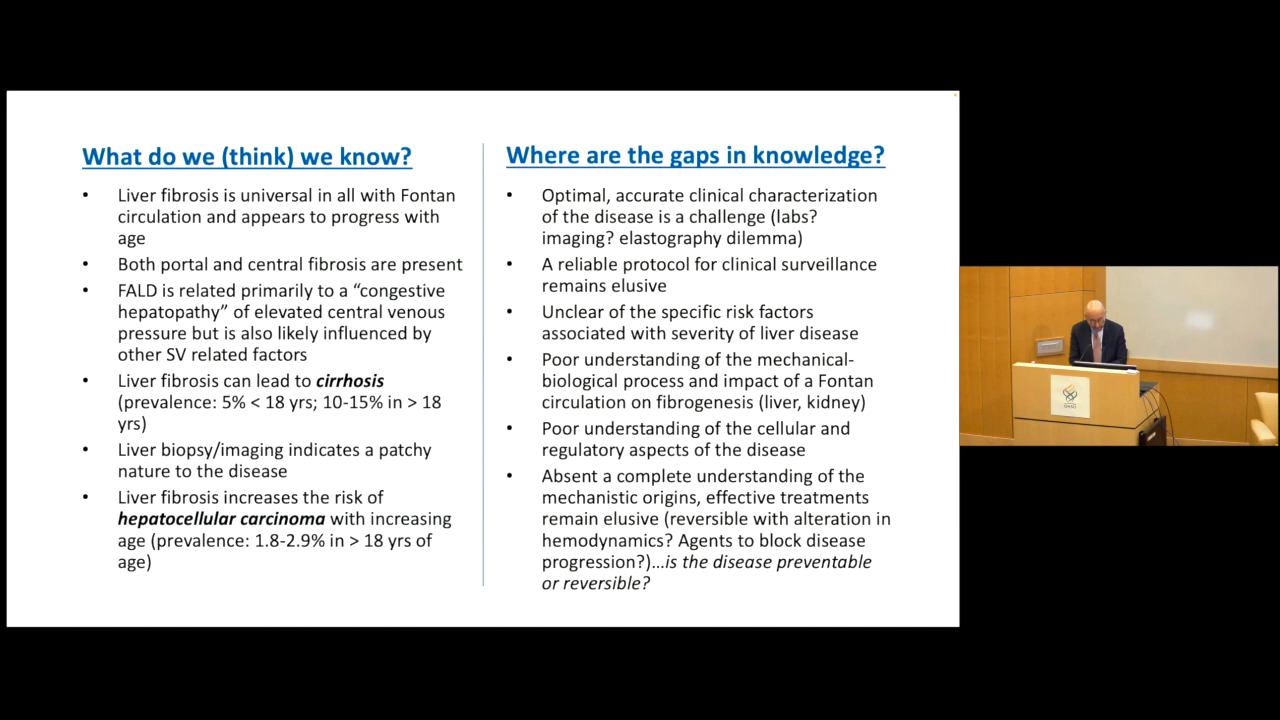 What do we (think) we know?
• Liver fibrosis is universal in all with Fontan
circulation and appears to progress with
age
• Both portal and central fibrosis are present
• FALD is related primarily to a “congestive
hepatopathy” of elevated central venous
pressure but is also likely influenced by
other SV related factors
• Liver fibrosis can lead to cirrhosis
(prevalence: 5% < 18 yrs; 10-15% in > 18
yrs)
• Liver biopsy/imaging indicates a patchy
nature to the disease
• Liver fibrosis increases the risk of
hepatocellular carcinoma with increasing
age (prevalence: 1.8-2.9% in > 18 yrs of
age)
Where are the gaps in knowledge?
• Optimal, accurate clinical characterization
of the disease is a challenge (labs?
imaging? elastography dilemma)
• A reliable protocol for clinical surveillance
remains elusive
• Unclear of the specific risk factors
associated with severity of liver disease
• Poor understanding of the mechanical-
biological process and impact of a Fontan
circulation on fibrogenesis (liver, kidney)
• Poor understanding of the cellular and
regulatory aspects of the disease
• Absent a complete understanding of the
mechanistic origins, effective treatments
remain elusive (reversible with alteration in
hemodynamics? Agents to block disease
progression?)…is the disease preventable
or reversible?